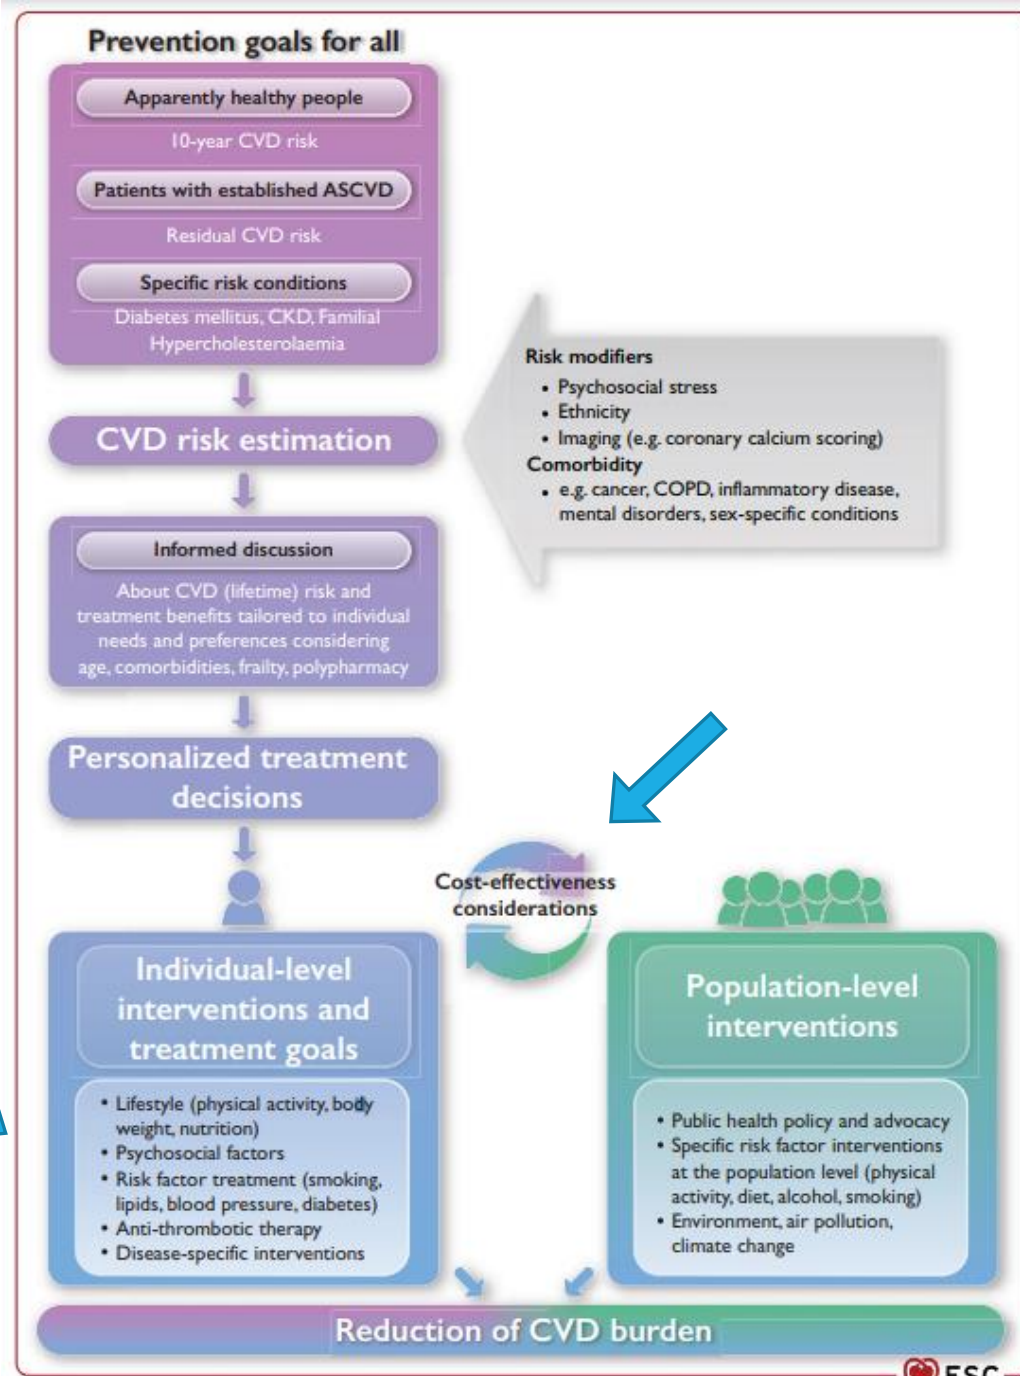 Prevention goals for all
Apparently healthy people
10-year CVD risk
Patients with established ASCVD
Residual CVD risk
Specific risk conditions
Diabetes mellitus, CKD, Familial
Hypercholesterolaemia
Risk modifiers
• Psychosocial stress
• Ethnicity
• Imaging (e.g. coronary calcium scoring)
Comorbidity
• e.g. cancer, COPD, inflammatory disease,
mental disorders, sex-specific conditions
CVD risk estimation
Informed discussion
About CVD (lifetime) risk and
treatment benefits tailored to individual
needs and preferences considering
age, comorbidities, frailty, polypharmacy
Personalized treatment
decisions
Cost-effectiveness
considerations
Individual-level
interventions and
treatment goals
• Lifestyle (physical activity, body
weight, nutrition)
• Psychosocial factors
• Risk factor treatment (smoking,
lipids, blood pressure, diabetes)
• Anti-thrombotic therapy
• Disease-specific interventions
Population-level
interventions
• Public health policy and advocacy
• Specific risk factor interventions
at the population level (physical
activity, diet, alcohol, smoking)
• Environment, air pollution,
climate change
Reduction of CVD burden
ESC